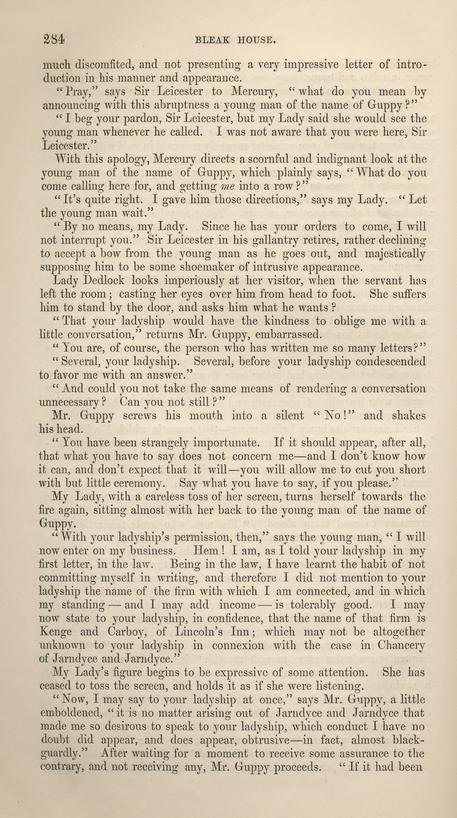 284 BLEAK HOUSE.
much discomfited, and not presenting a very impressive letter of intro-
duction in his manner and appearance.
"Pray," says Sir Leicester to Mercury, "what do you mean by
announcing with this abruptness a young man of the name of Guppy?"
"I beg your pardon, Sir Leicester, but my Lady said she would see the
young man whenever he called. I was not aware that you were here, Sir
Leicester."
With this apology, Mercury directs a scornful and indignant look at the
young man of the name of Guppy, which plainly says, "What do you
come calling here for, and getting me into a row?"
"It's quite right. I gave him those directions," says my Lady. "Let
the young man wait."
"By no means, my Lady. Since he has your orders to come, I will
not interrupt you." Sir Leicester in his gallantry retires, rather declining
to accept a bow from the young man as he goes out, and majestically
supposing him to be some shoemaker of intrusive appearance.
Lady Dedlock looks imperiously at her visitor, when the servant has
left the room; casting her eyes over him from head to foot. She suffers
him to stand by the door, and asks him what he wants?
"That your ladyship would have the kindness to oblige me with a
little conversation," returns Mr. Guppy, embarrassed.
"You are, of course, the person who has written me so many letters?"
"Several, your ladyship. Several, before your ladyship condescended
to favor me with an answer."
"And could you not take the same means of rendering a conversation
unnecessary? Can you not still?"
Mr. Guppy screws his mouth into a silent "No!" and shakes
his head.
"You have been strangely importunate. If it should appear, after all,
that what you have to say does not concern me—and I don't know how
it can, and don't expect that it will—you will allow me to cut you short
with but little ceremony. Say what you have to say, if you please."
My Lady, with a careless toss of her screen, turns herself towards the
fire again, sitting almost with her back to the young man of the name of
Guppy.
"With your ladyship's permission, then," says the young man, "I will
now enter on my business. Hem! I am, as I told your ladyship in my
first letter, in the law. Being in the law, I have learnt the habit of not
committing myself in writing, and therefore I did not mention to your
ladyship the name of the firm with which I am connected, and in which
my standing—and I may add income—is tolerably good. I may
now state to your ladyship, in confidence, that the name of that firm is
Kenge and Carboy, of Lincoln's Inn; which may not be altogether
unknown to your ladyship in connexion with the case in Chancery
of Jarndyce and Jarndyce."
My Lady's figure begins to be expressive of some attention. She has
ceased to toss the screen, and holds it as if she were listening.
"Now, I may say to your ladyship at once," says Mr. Guppy, a little
emboldened, "it is no matter arising out of Jarndyce and Jarndyce that
made me so desirous to speak to your ladyship, which conduct I have no
doubt did appear, and does appear, obtrusive—in fact, almost black-
guardly." After waiting for a moment to receive some assurance to the
contrary, and not receiving any, Mr. Guppy proceeds. "If it had been